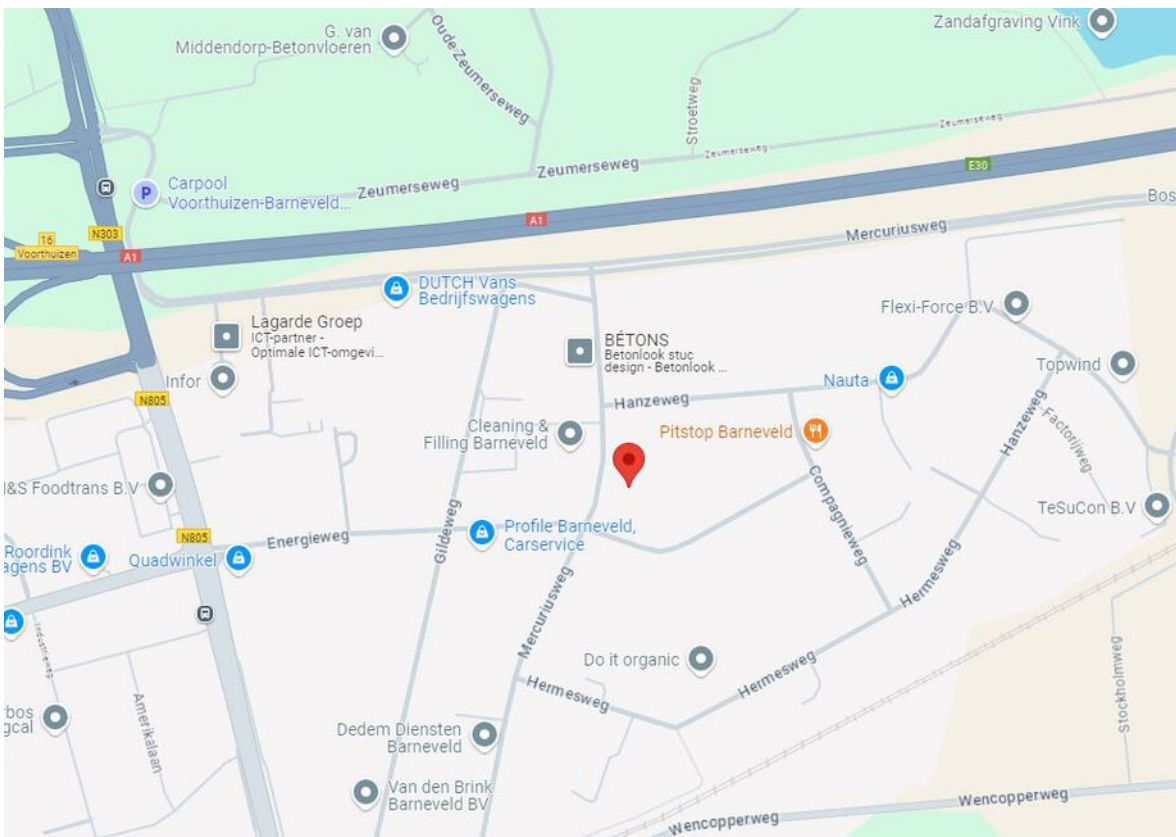 G. van
Middendorp-Betonvloeren
Oude Zeumerseweg
Zandafgraving Vink
Stroetweg
Zeumerseweg
Zeumerseweg
Zeumerseweg
Zeumerseweg
E30
P
Carpool
Voorthuizen-Barneveld...
A1
N303
16
Voorthuizen
A1
Bos
Mercuriusweg
DUTCH Vans
Bedrijfswagens
Flexi-Force B.V
Lagarde Groep
ICT-partner -
Optimale ICT-omgevi...
BÉTONS
Betonlook stuc
design - Betonlook ...
Topwind
Infor
Nauta
N805
Hanzeweg
Hanzeweg
Factorijweg
Cleaning &
Filling Barneveld
Pitstop Barneveld
Compagnieweg
I&S Foodtrans B.V
TeSuCon B.V
Gildeweg
Profile Barneveld,
Carservice
N805
Energieweg
Roordink
agens BV
Quadwinkel
Hermesweg
Mercuriusweg
Industrieweg
Do it organic
Hermesweg
Hermesweg
Stockholmweg
Amerikalaan
rbos
gcal
Dedem Diensten
Barneveld
Van den Brink
Barneveld BV
Wencopperweg
Wencopperweg